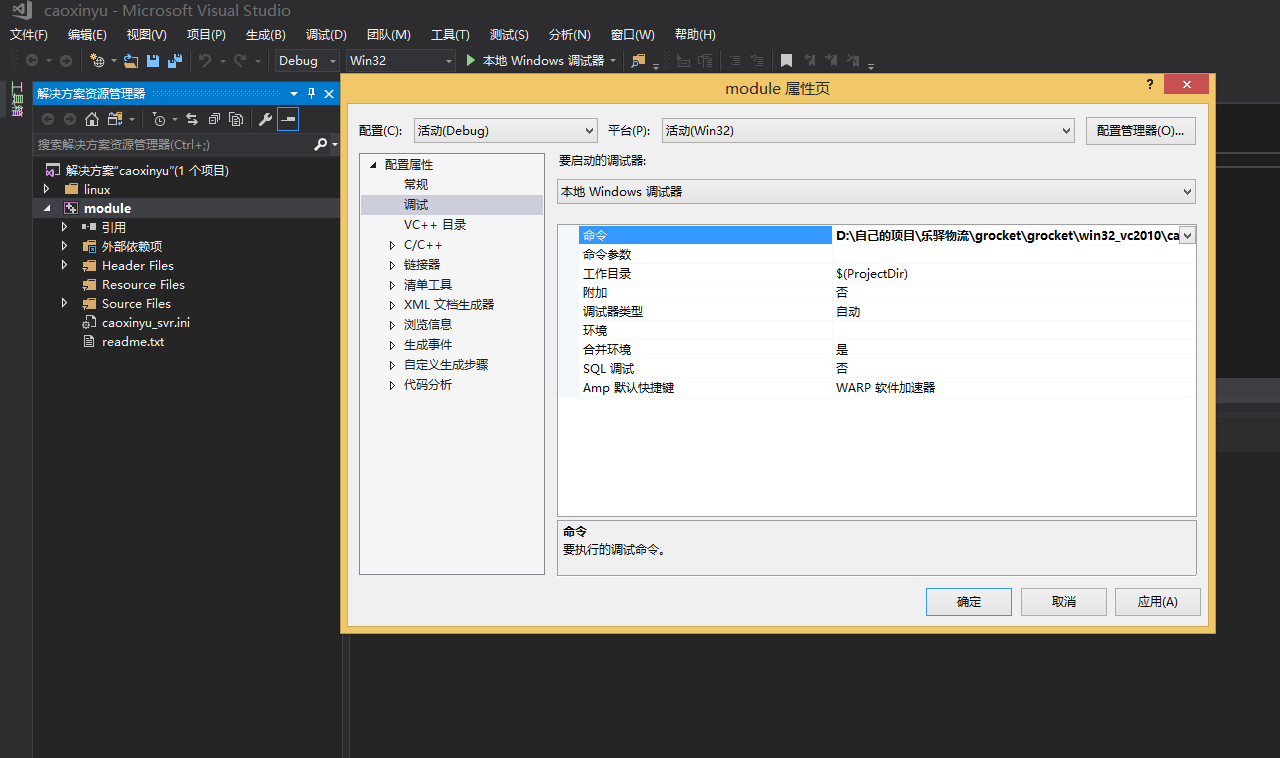 caoxinyu - Microsoft Visual Studio
文件(F) 编辑(E) 视图(V) 项目(P) 生成(B) 调试(D) 团队(M) 工具(T) 测试(S) 分析(N) 窗口(W) 帮助(H)
Debug Win32 本地 Windows 调试器
工具箱
解决方案资源管理器
搜索解决方案资源管理器(Ctrl+;)
解决方案"caoxinyu"(1 个项目)
linux
module
引用
外部依赖项
Header Files
Resource Files
Source Files
caoxinyu_svr.ini
readme.txt
module 属性页
配置(C): 活动(Debug) 平台(P): 活动(Win32) 配置管理器(O)...
配置属性
常规
调试
VC++ 目录
C/C++
链接器
清单工具
XML 文档生成器
浏览信息
生成事件
自定义生成步骤
代码分析
要启动的调试器:
本地 Windows 调试器
命令 D:\自己的项目\乐驿物流\grocket\grocket\win32_vc2010\ca
命令参数
工作目录 $(ProjectDir)
附加 否
调试器类型 自动
环境
合并环境 是
SQL 调试 否
Amp 默认快捷键 WARP 软件加速器
命令
要执行的调试命令。
确定 取消 应用(A)